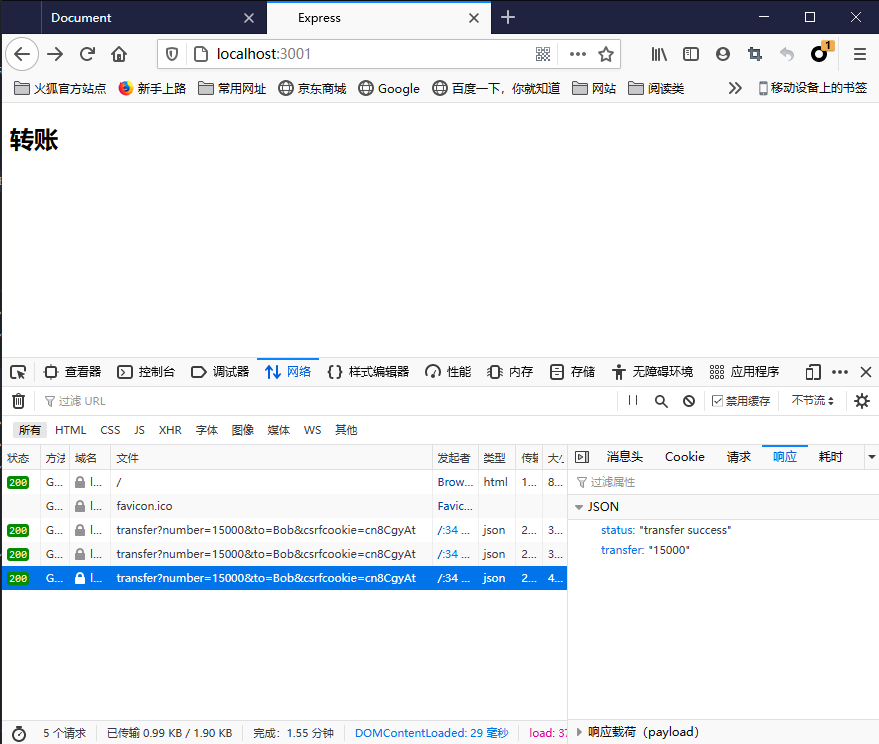 Document
Express
localhost:3001
1
火狐官方站点 新手上路 常用网址 京东商城 Google 百度一下，你就知道 网站 阅读类 移动设备上的书签
转账
查看器 控制台 调试器 网络 样式编辑器 性能 内存 存储 无障碍环境 应用程序
过滤 URL 禁用缓存 不节流
所有 HTML CSS JS XHR 字体 图像 媒体 WS 其他
状态 方法 域名 文件 发起者 类型 传输 大小 消息头 Cookie 请求 响应 耗时
200 G... l... / Brow... html 1... 8...
G... l... favicon.ico Favic...
200 G... l... transfer?number=15000&to=Bob&csrfcookie=cn8CgyAt /:34 ... json 2... 3...
200 G... l... transfer?number=15000&to=Bob&csrfcookie=cn8CgyAt /:34 ... json 2... 3...
200 G... l... transfer?number=15000&to=Bob&csrfcookie=cn8CgyAt /:34 ... json 2... 4...
过滤属性
JSON
status: "transfer success"
transfer: "15000"
5 个请求 已传输 0.99 KB / 1.90 KB 完成：1.55 分钟 DOMContentLoaded: 29 毫秒 load: 37
响应载荷（payload）